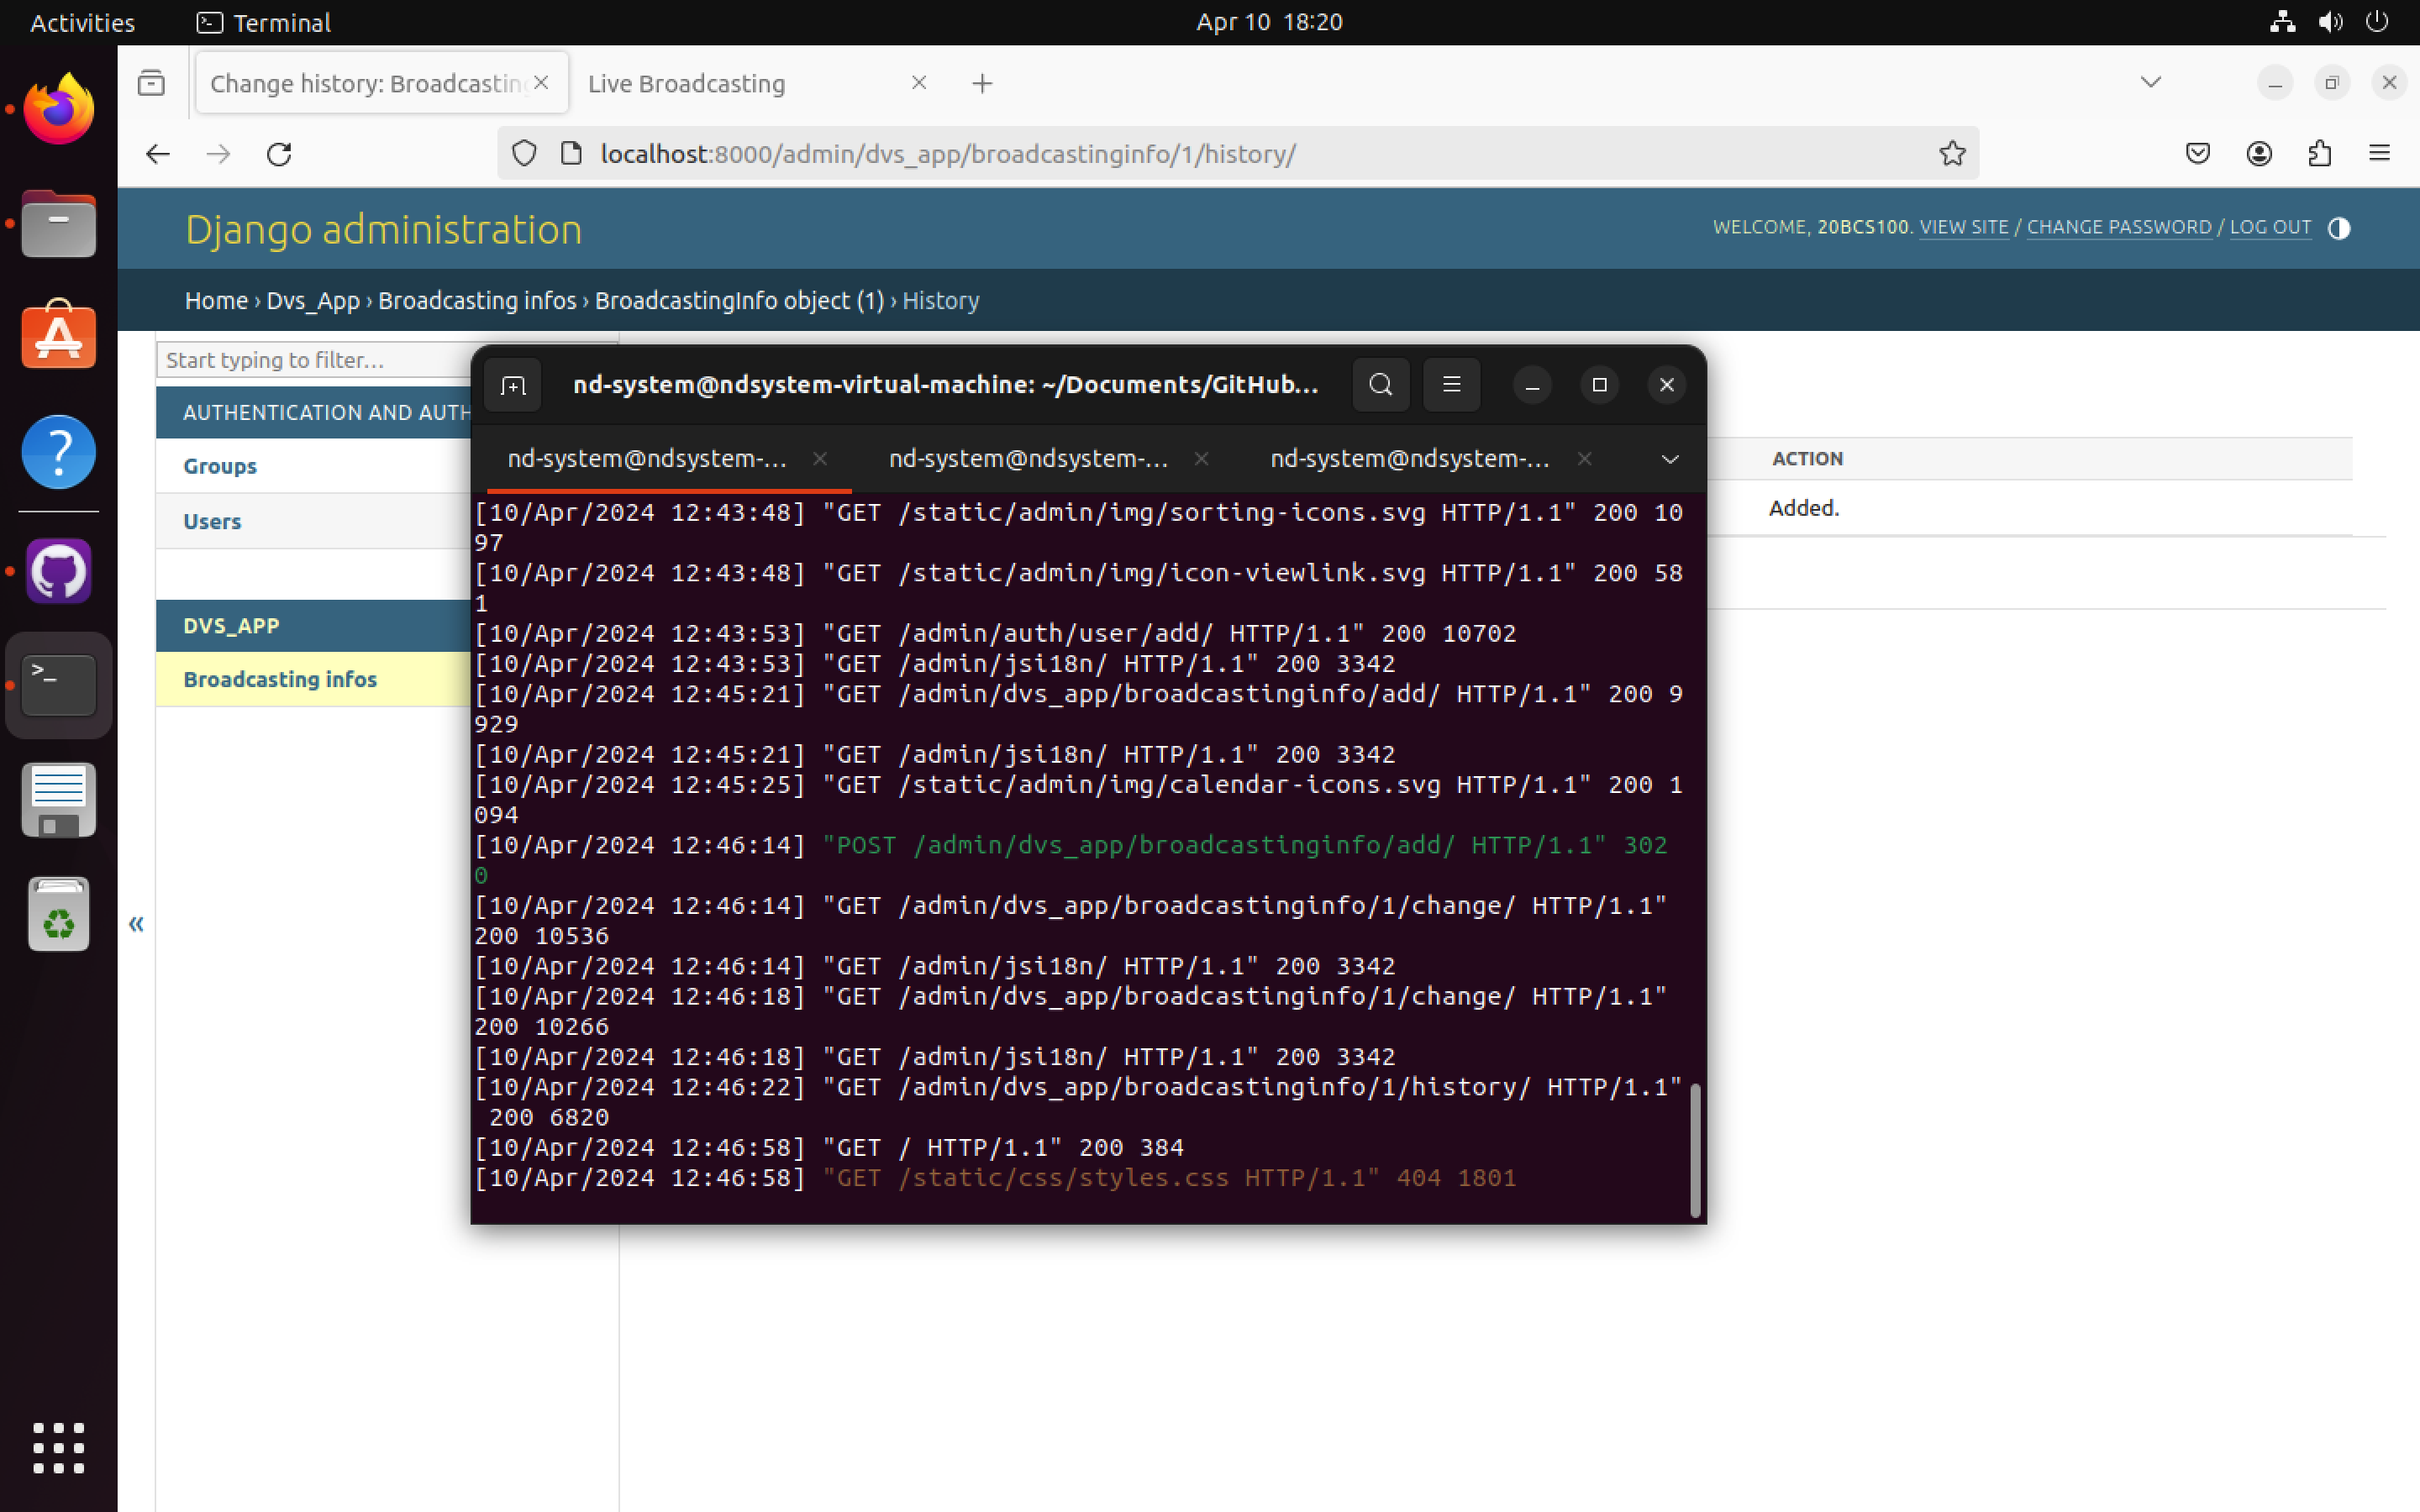 Activities
Terminal
Apr 10 18:20
Change history: Broadcasting
Live Broadcasting
localhost:8000/admin/dvs_app/broadcastinginfo/1/history/
Django administration
WELCOME, 20BCS100. VIEW SITE / CHANGE PASSWORD / LOG OUT
Home › Dvs_App › Broadcasting infos › BroadcastingInfo object (1) › History
Start typing to filter...
AUTHENTICATION AND AUTH
Groups
Users
DVS_APP
Broadcasting infos
ACTION
Added.
«
nd-system@ndsystem-virtual-machine: ~/Documents/GitHub...
nd-system@ndsystem-...
nd-system@ndsystem-...
nd-system@ndsystem-...
[10/Apr/2024 12:43:48] "GET /static/admin/img/sorting-icons.svg HTTP/1.1" 200 10
97
[10/Apr/2024 12:43:48] "GET /static/admin/img/icon-viewlink.svg HTTP/1.1" 200 58
1
[10/Apr/2024 12:43:53] "GET /admin/auth/user/add/ HTTP/1.1" 200 10702
[10/Apr/2024 12:43:53] "GET /admin/jsi18n/ HTTP/1.1" 200 3342
[10/Apr/2024 12:45:21] "GET /admin/dvs_app/broadcastinginfo/add/ HTTP/1.1" 200 9
929
[10/Apr/2024 12:45:21] "GET /admin/jsi18n/ HTTP/1.1" 200 3342
[10/Apr/2024 12:45:25] "GET /static/admin/img/calendar-icons.svg HTTP/1.1" 200 1
094
[10/Apr/2024 12:46:14] "POST /admin/dvs_app/broadcastinginfo/add/ HTTP/1.1" 302
0
[10/Apr/2024 12:46:14] "GET /admin/dvs_app/broadcastinginfo/1/change/ HTTP/1.1"
200 10536
[10/Apr/2024 12:46:14] "GET /admin/jsi18n/ HTTP/1.1" 200 3342
[10/Apr/2024 12:46:18] "GET /admin/dvs_app/broadcastinginfo/1/change/ HTTP/1.1"
200 10266
[10/Apr/2024 12:46:18] "GET /admin/jsi18n/ HTTP/1.1" 200 3342
[10/Apr/2024 12:46:22] "GET /admin/dvs_app/broadcastinginfo/1/history/ HTTP/1.1"
200 6820
[10/Apr/2024 12:46:58] "GET / HTTP/1.1" 200 384
[10/Apr/2024 12:46:58] "GET /static/css/styles.css HTTP/1.1" 404 1801